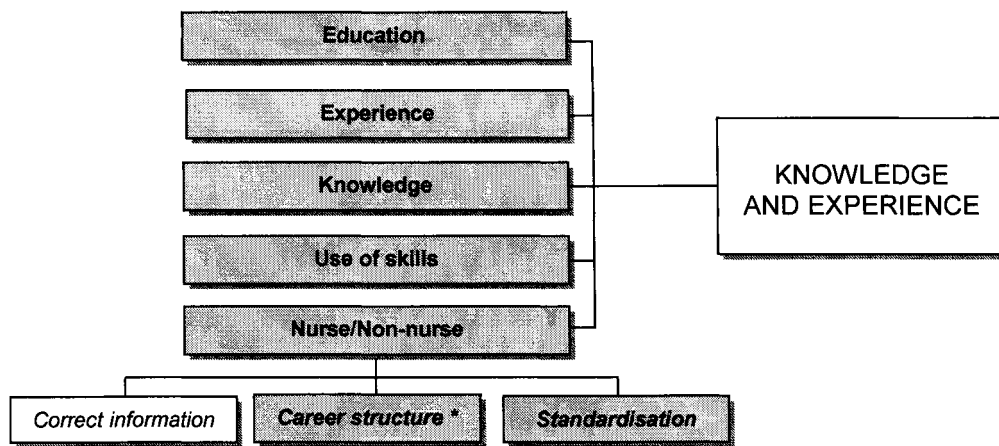 Education
Experience
Knowledge
Use of skills
Nurse/Non-nurse
KNOWLEDGE
AND EXPERIENCE
Correct information
Career structure *
Standardisation